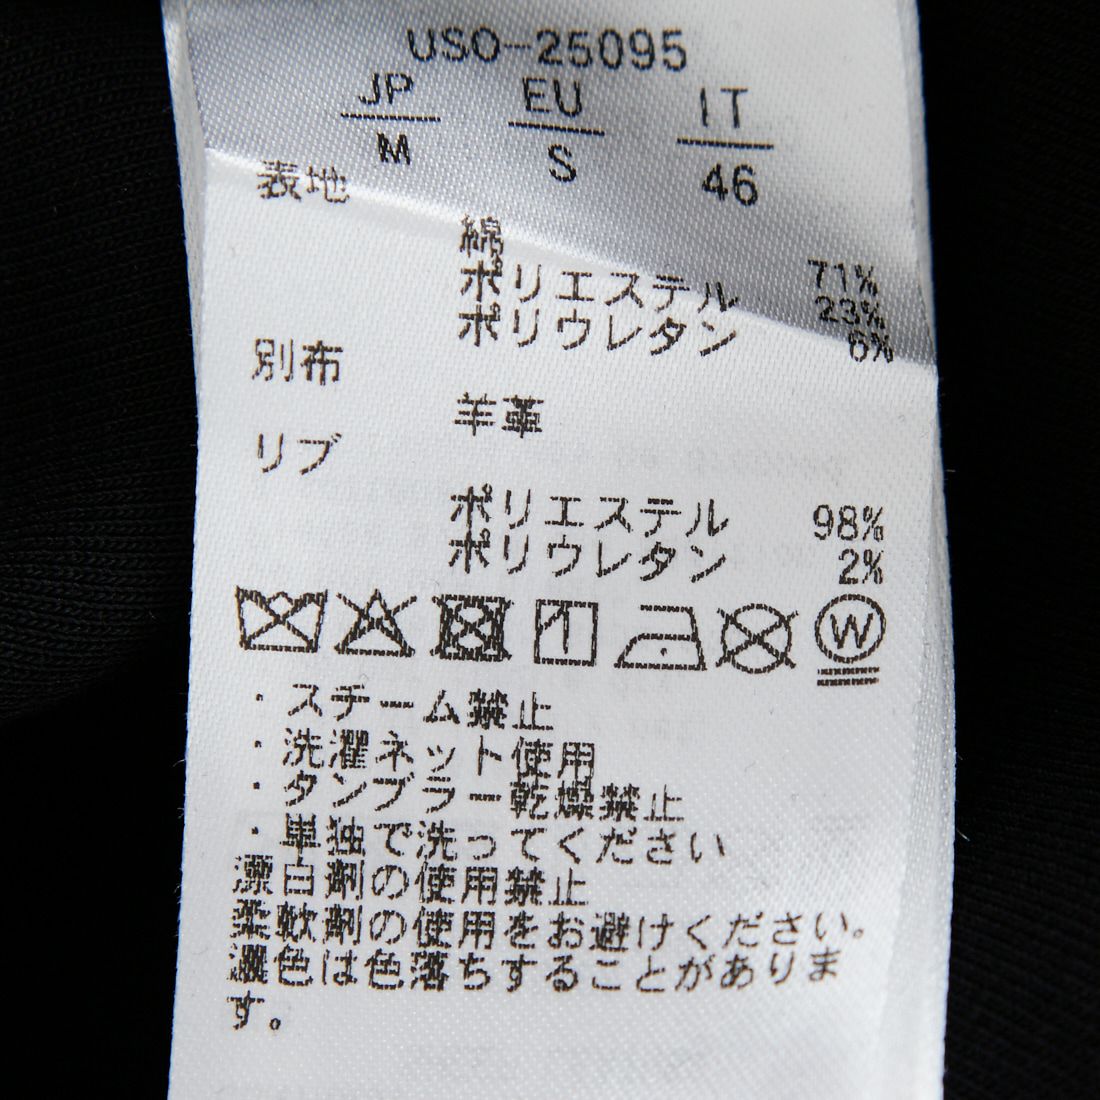 USO-25095
JP EU IT
M S 46
表地
綿 71%
ポリエステル 23%
ポリウレタン 6%
別布
羊革
リブ
ポリエステル 98%
ポリウレタン 2%
W
・スチーム禁止
・洗濯ネット使用
・タンブラー乾燥禁止
・単独で洗ってください
漂白剤の使用禁止
柔軟剤の使用をお避けください。
濃色は色落ちすることがありま
す。